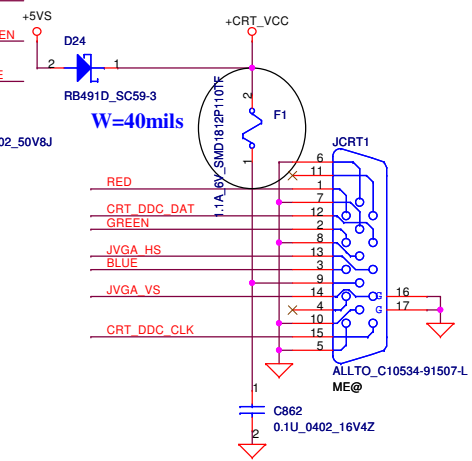 +5VS
+CRT_VCC
EN
D24
2
1
RB491D_SC59-3
E
W=40mils
02_50V8J
2
F1
1
1.1A_6V_SMD1812P110TF
JCRT1
6
11
RED
1
7
CRT_DDC_DAT
12
GREEN
2
8
JVGA_HS
13
BLUE
3
9
JVGA_VS
14
G
16
4
G
17
10
CRT_DDC_CLK
15
5
ALLTO_C10534-91507-L
ME@
1
C862
0.1U_0402_16V4Z
2